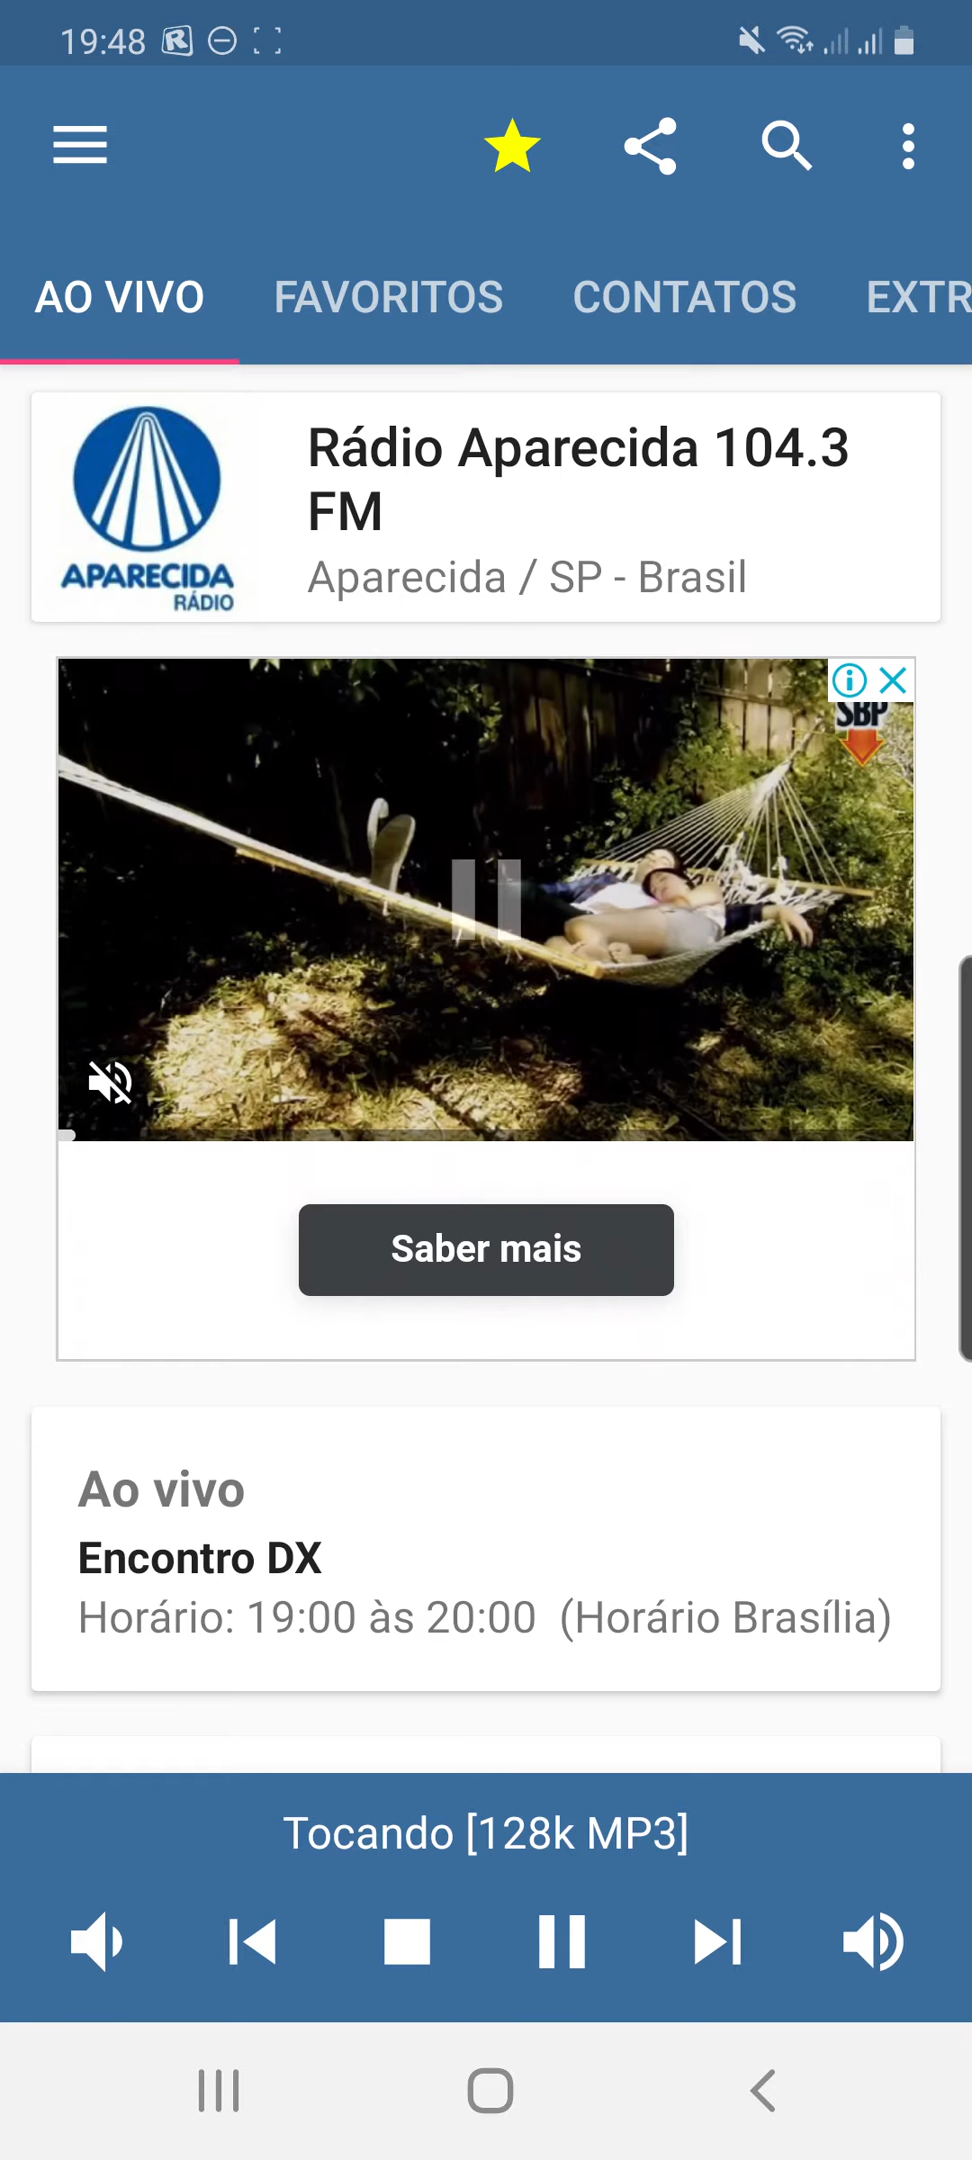 19:48
AO VIVO FAVORITOS CONTATOS EXTR
APARECIDA
RÁDIO
Rádio Aparecida 104.3
FM
Aparecida / SP - Brasil
SBP
Saber mais
Ao vivo
Encontro DX
Horário: 19:00 às 20:00 (Horário Brasília)
Tocando [128k MP3]